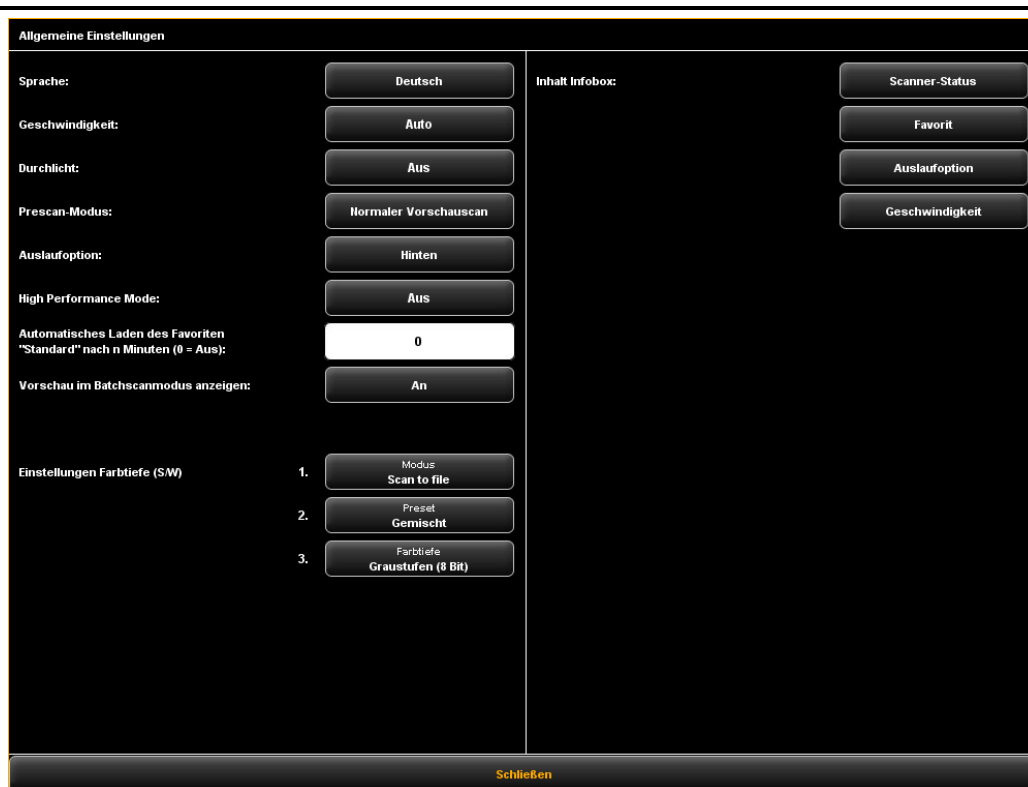 Allgemeine Einstellungen
Sprache:
Deutsch
Geschwindigkeit:
Auto
Durchlicht:
Aus
Prescan-Modus:
Normaler Vorschauscan
Auslaufoption:
Hinten
High Performance Mode:
Aus
Automatisches Laden des Favoriten
"Standard" nach n Minuten (0 = Aus):
0
Vorschau im Batchscanmodus anzeigen:
An
Einstellungen Farbtiefe (S/W)
1.
Modus
Scan to file
2.
Preset
Gemischt
3.
Farbtiefe
Graustufen (8 Bit)
Inhalt Infobox:
Scanner-Status
Favorit
Auslaufoption
Geschwindigkeit
Schließen